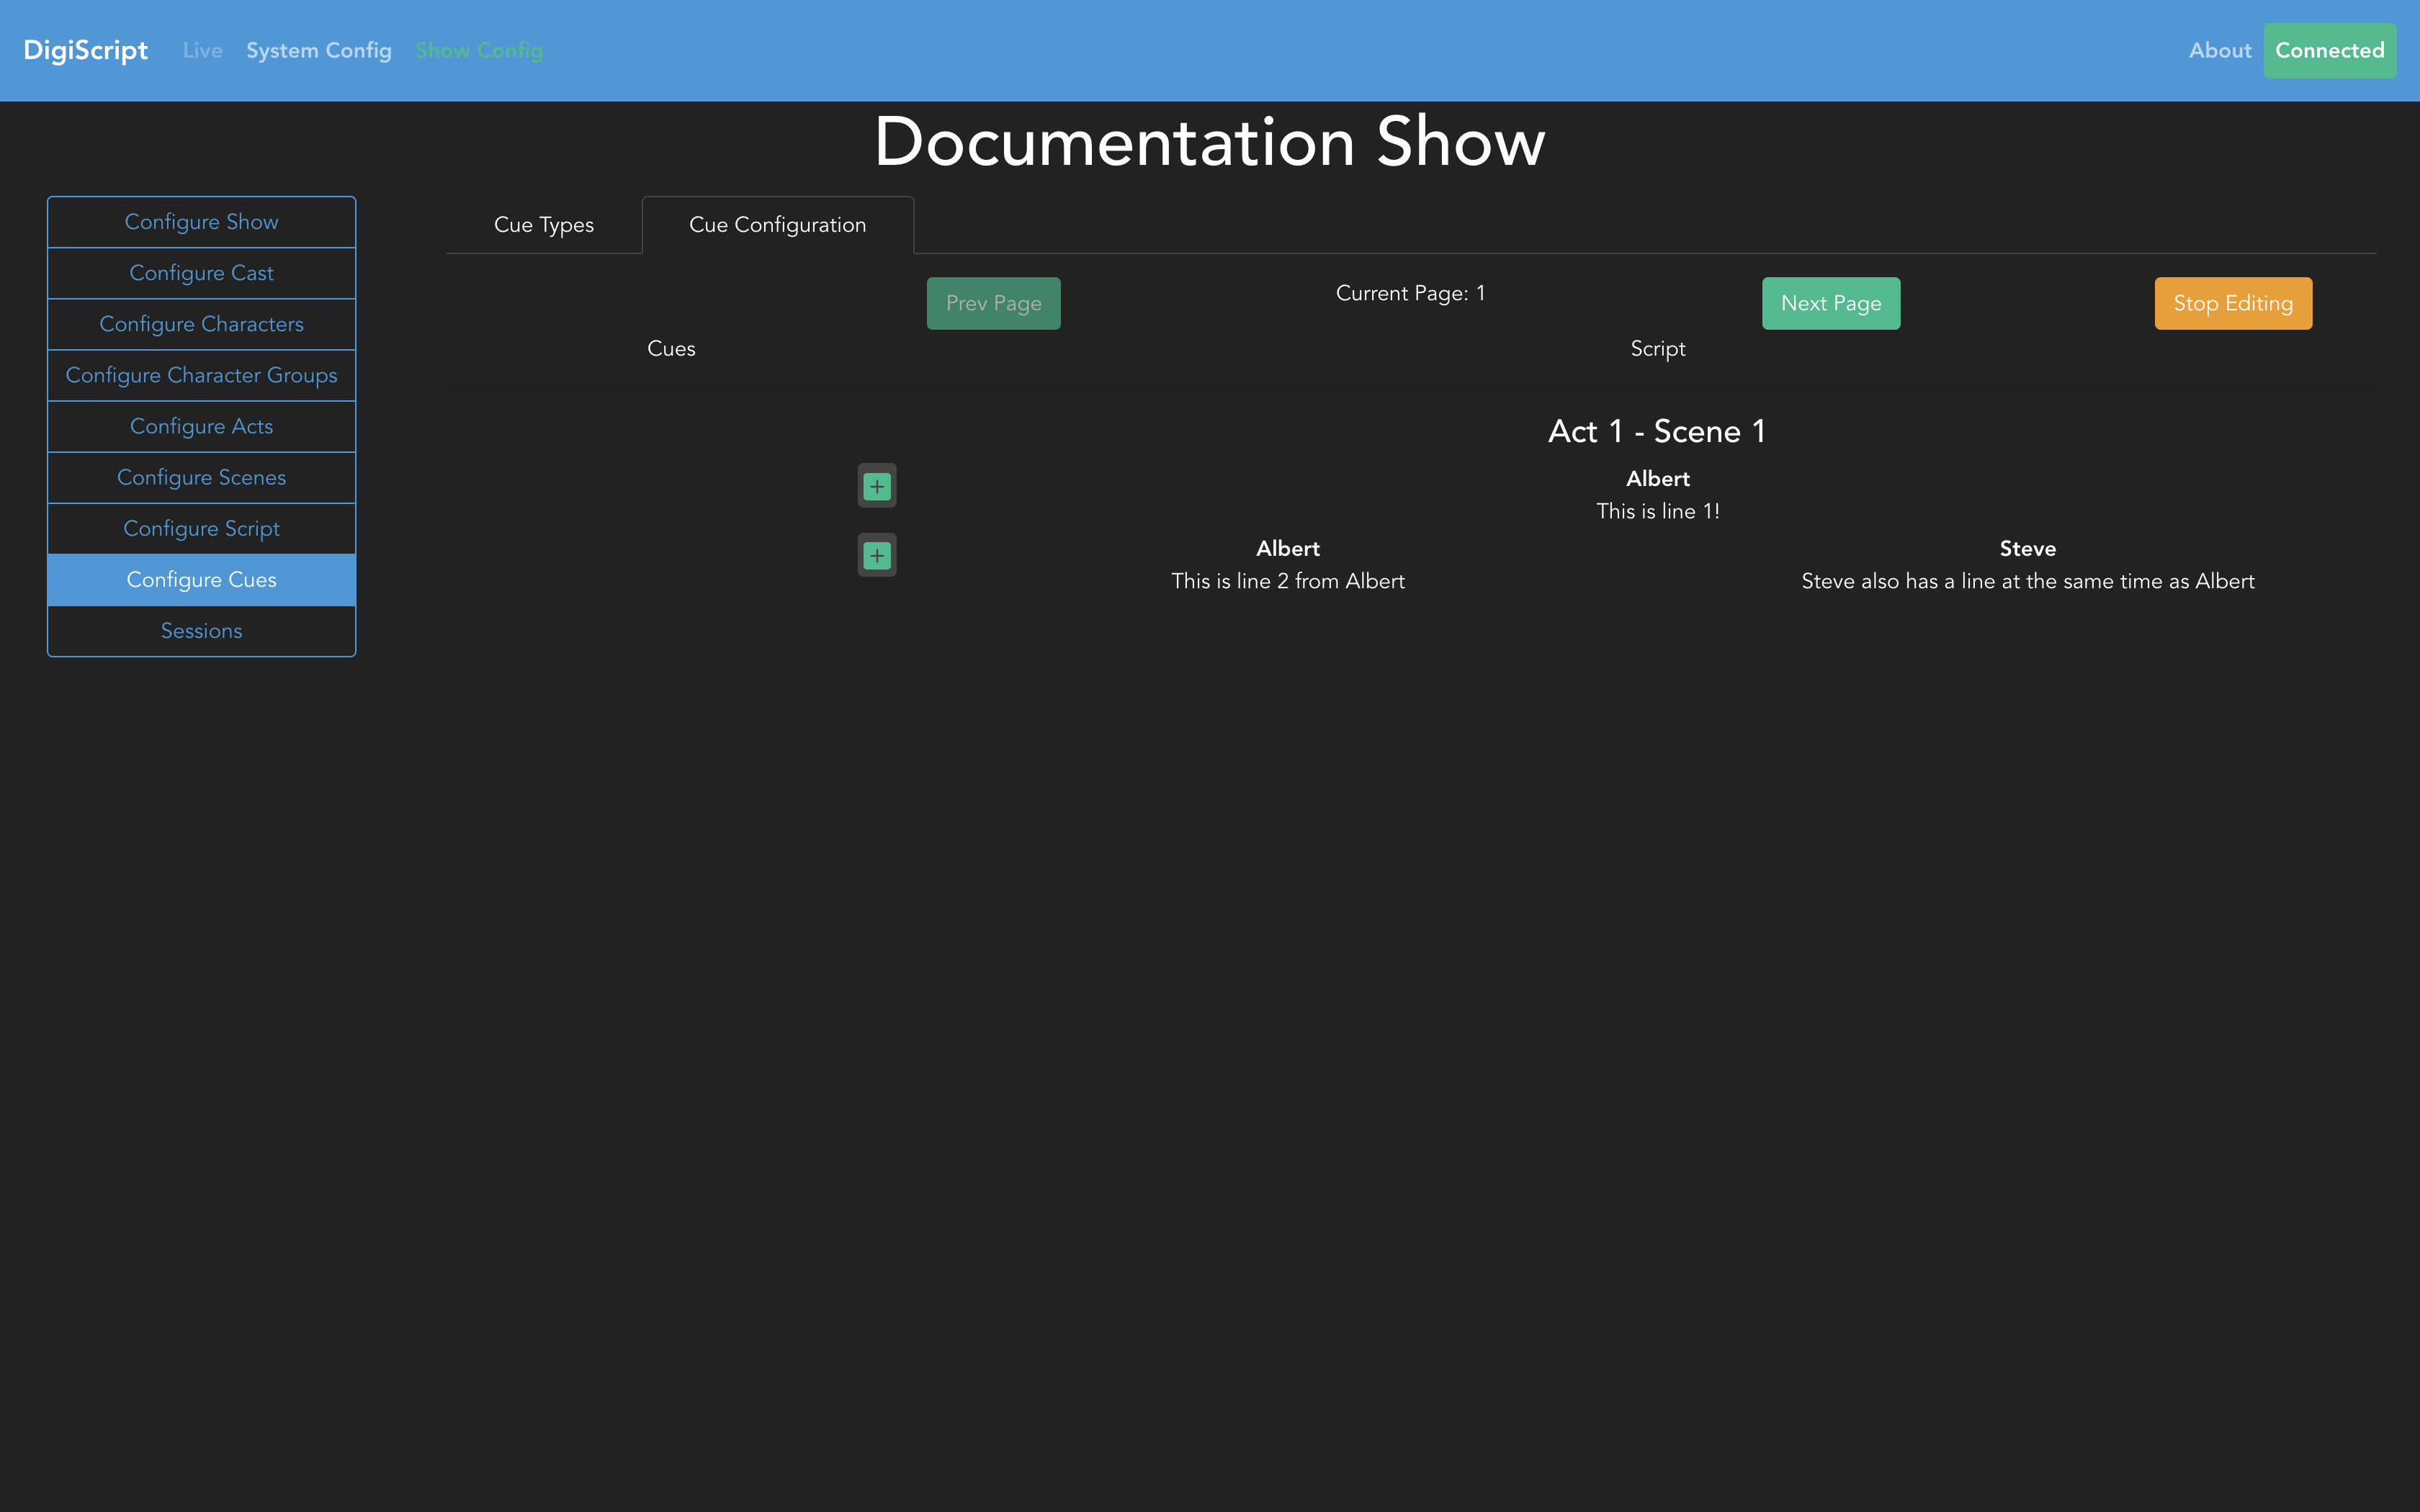 DigiScript Live System Config Show Config About Connected
Documentation Show
Configure Show
Configure Cast
Configure Characters
Configure Character Groups
Configure Acts
Configure Scenes
Configure Script
Configure Cues
Sessions
Cue Types Cue Configuration
Prev Page Current Page: 1 Next Page Stop Editing
Cues Script
Act 1 - Scene 1
+ Albert
This is line 1!
+ Albert Steve
This is line 2 from Albert Steve also has a line at the same time as Albert